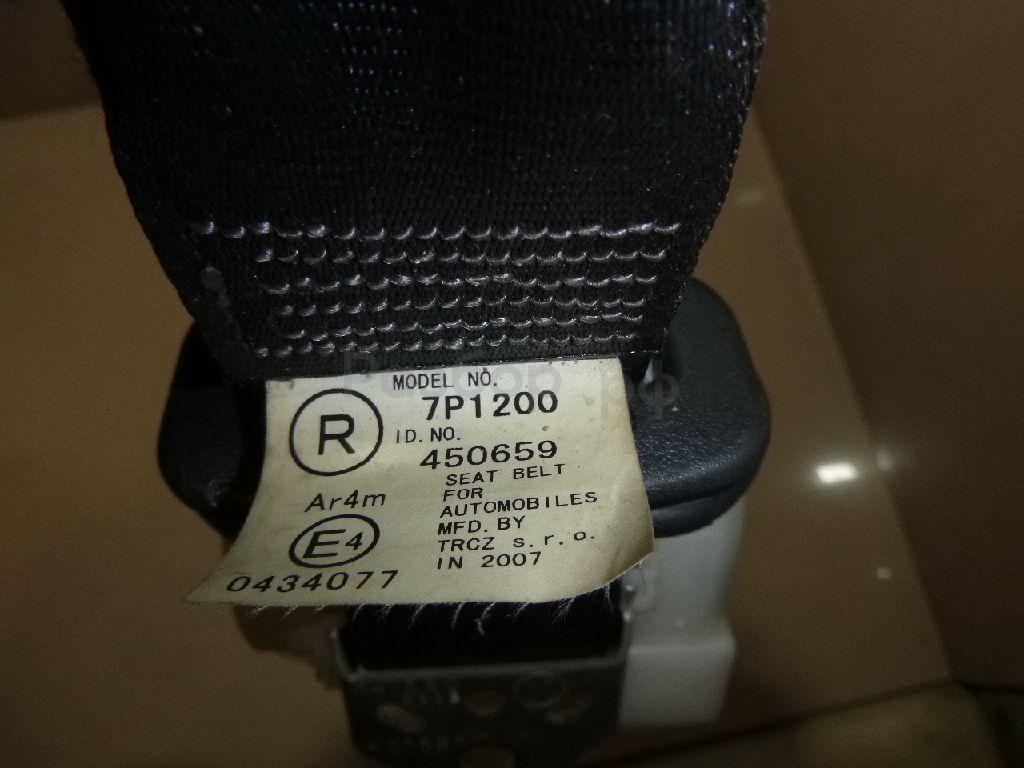 MODEL NO.
7P1200
R
ID. NO.
450659
SEAT BELT
FOR
AUTOMOBILES
MFD. BY
TRCZ s.r.o.
IN 2007
Ar4m
E4
0434077